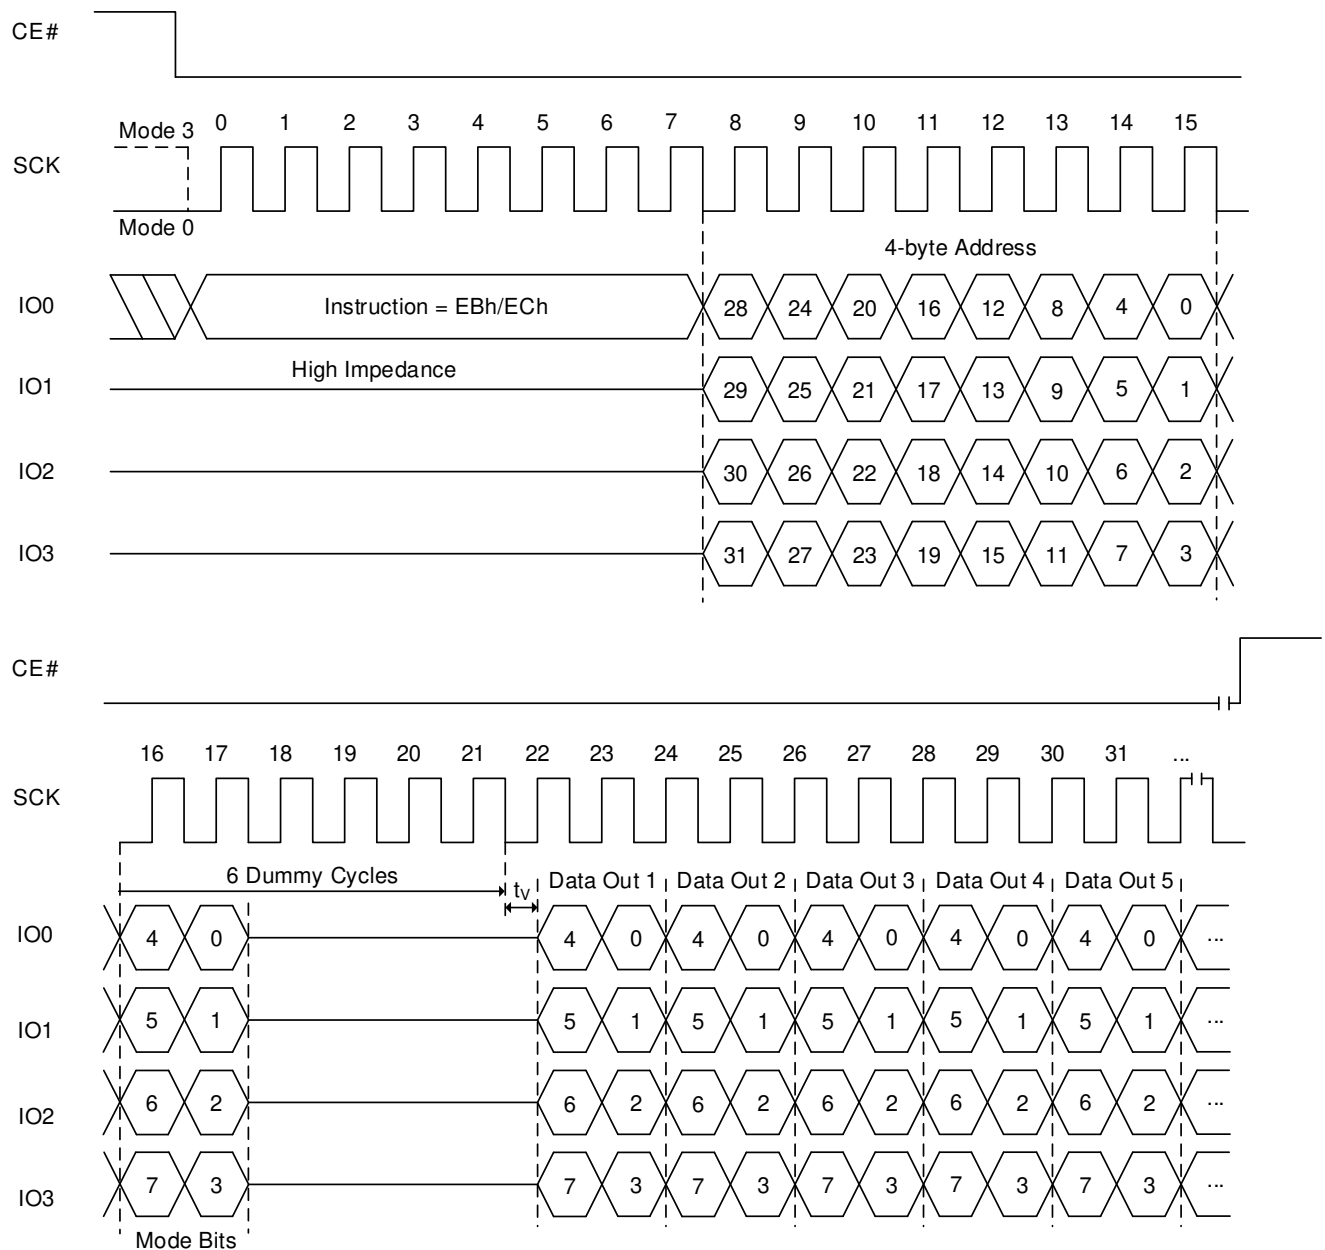 CE#
Mode 3 0 1 2 3 4 5 6 7 8 9 10 11 12 13 14 15
SCK
Mode 0
4-byte Address
IO0 Instruction = EBh/ECh 28 24 20 16 12 8 4 0
High Impedance
IO1 29 25 21 17 13 9 5 1
IO2 30 26 22 18 14 10 6 2
IO3 31 27 23 19 15 11 7 3
CE#
16 17 18 19 20 21 22 23 24 25 26 27 28 29 30 31 ...
SCK
6 Dummy Cycles tV Data Out 1 Data Out 2 Data Out 3 Data Out 4 Data Out 5
IO0 4 0 4 0 4 0 4 0 4 0 4 0 ...
IO1 5 1 5 1 5 1 5 1 5 1 5 1 ...
IO2 6 2 6 2 6 2 6 2 6 2 6 2 ...
IO3 7 3 7 3 7 3 7 3 7 3 7 3 ...
Mode Bits